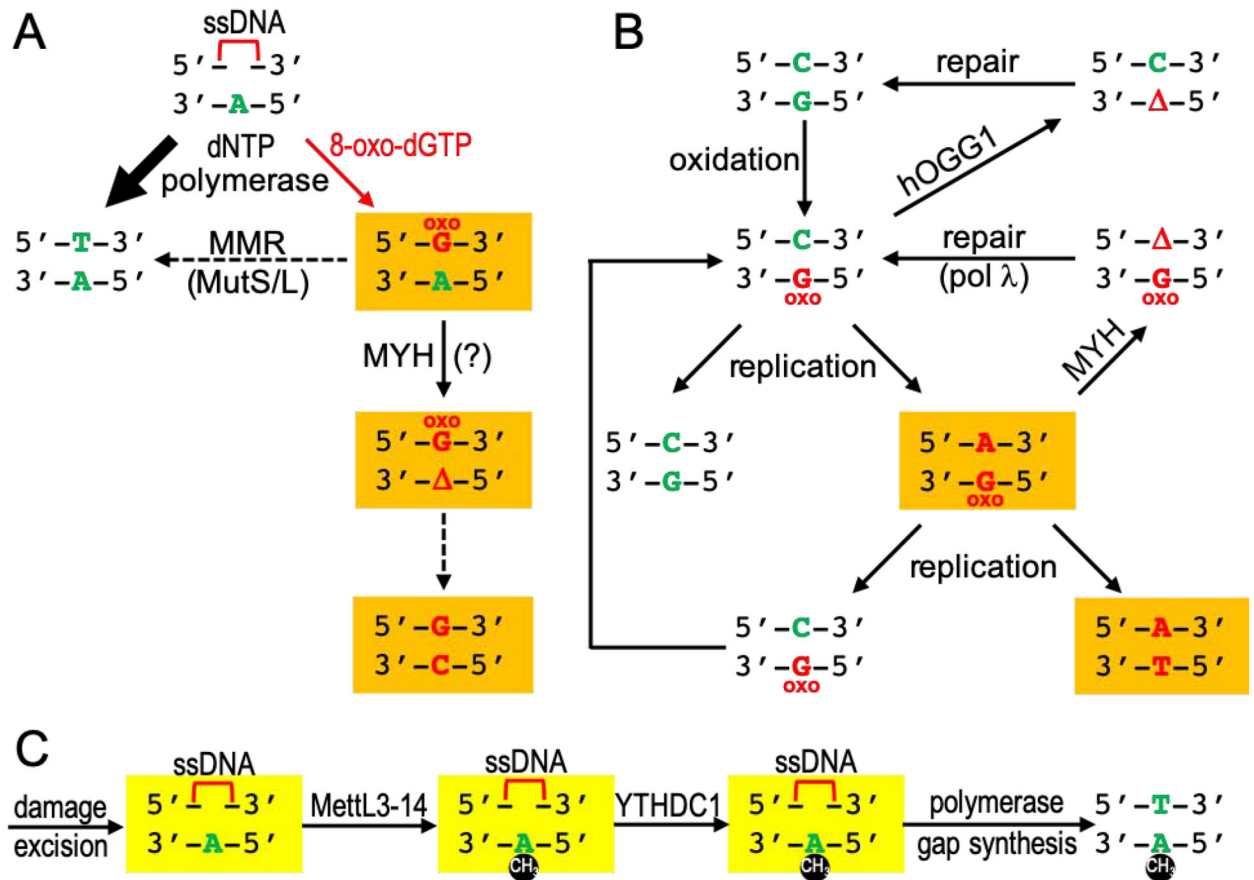 A
ssDNA
5′– –3′
3′–A–5′
dNTP
polymerase
8-oxo-dGTP
5′–T–3′
3′–A–5′
MMR
(MutS/L)
oxo
5′–G–3′
3′–A–5′
MYH (?)
oxo
5′–G–3′
3′–Δ–5′
5′–G–3′
3′–C–5′
B
5′–C–3′
3′–G–5′
repair
5′–C–3′
3′–Δ–5′
oxidation
hOGG1
5′–C–3′
3′–G–5′
oxo
repair
(pol λ)
5′–Δ–3′
3′–G–5′
oxo
replication
MYH
5′–C–3′
3′–G–5′
5′–A–3′
3′–G–5′
oxo
replication
5′–C–3′
3′–G–5′
oxo
5′–A–3′
3′–T–5′
C
damage
excision
ssDNA
5′– –3′
3′–A–5′
MettL3-14
ssDNA
5′– –3′
3′–A–5′
CH3
YTHDC1
ssDNA
5′– –3′
3′–A–5′
CH3
polymerase
gap synthesis
5′–T–3′
3′–A–5′
CH3